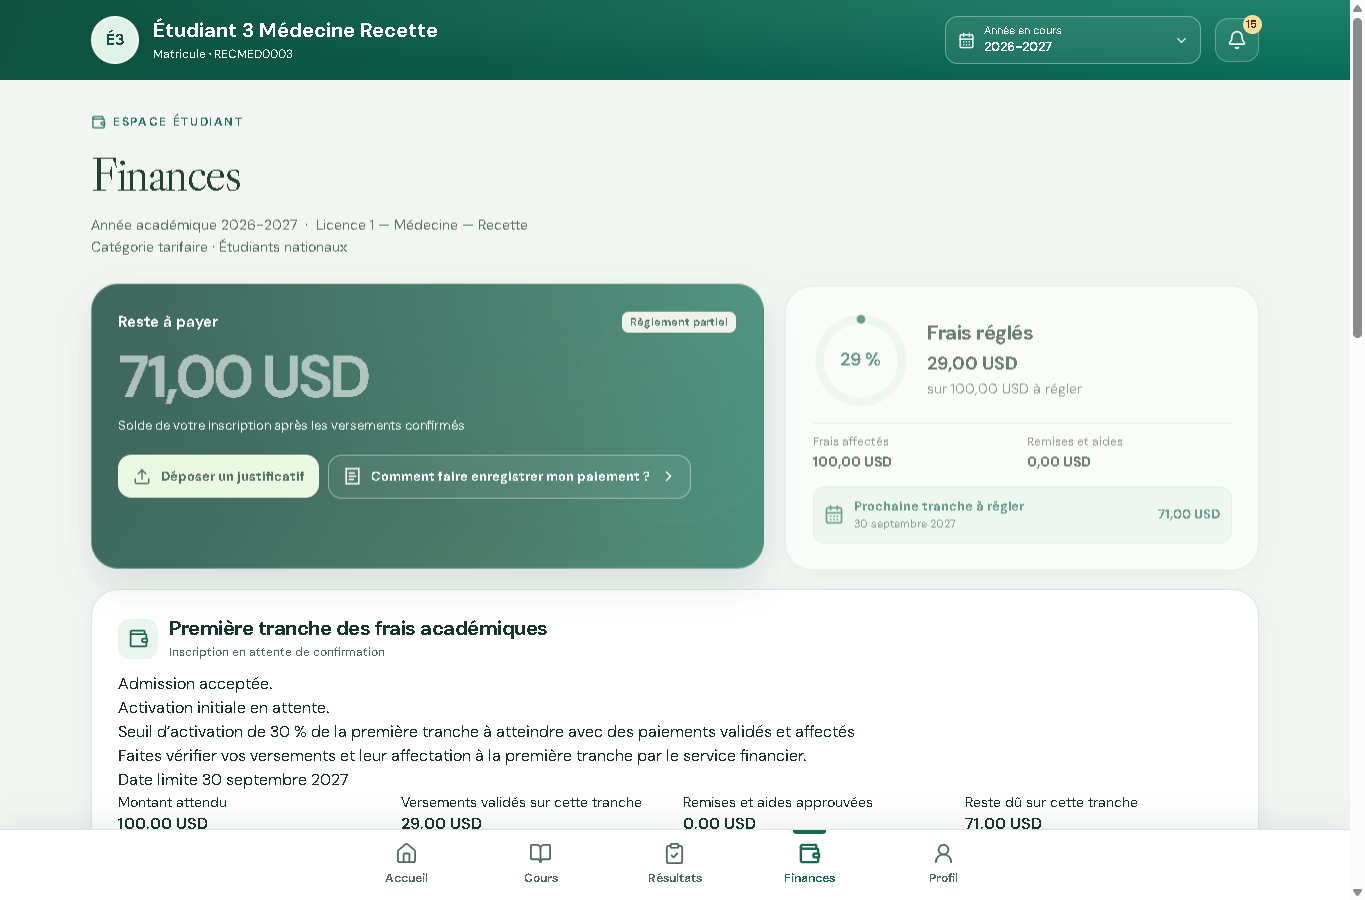 É3
Étudiant 3 Médecine Recette
Matricule · RECMED0003
Année en cours
2026-2027
15
ESPACE ÉTUDIANT
Finances
Année académique 2026-2027 · Licence 1 — Médecine — Recette
Catégorie tarifaire · Étudiants nationaux
Reste à payer
Règlement partiel
71,00 USD
Solde de votre inscription après les versements confirmés
Déposer un justificatif
Comment faire enregistrer mon paiement ?
29 %
Frais réglés
29,00 USD
sur 100,00 USD à régler
Frais affectés
Remises et aides
100,00 USD
0,00 USD
Prochaine tranche à régler
30 septembre 2027
71,00 USD
Première tranche des frais académiques
Inscription en attente de confirmation
Admission acceptée.
Activation initiale en attente.
Seuil d'activation de 30 % de la première tranche à atteindre avec des paiements validés et affectés
Faites vérifier vos versements et leur affectation à la première tranche par le service financier.
Date limite 30 septembre 2027
Montant attendu
Versements validés sur cette tranche
Remises et aides approuvées
Reste dû sur cette tranche
100,00 USD
29,00 USD
0,00 USD
71,00 USD
Accueil
Cours
Résultats
Finances
Profil